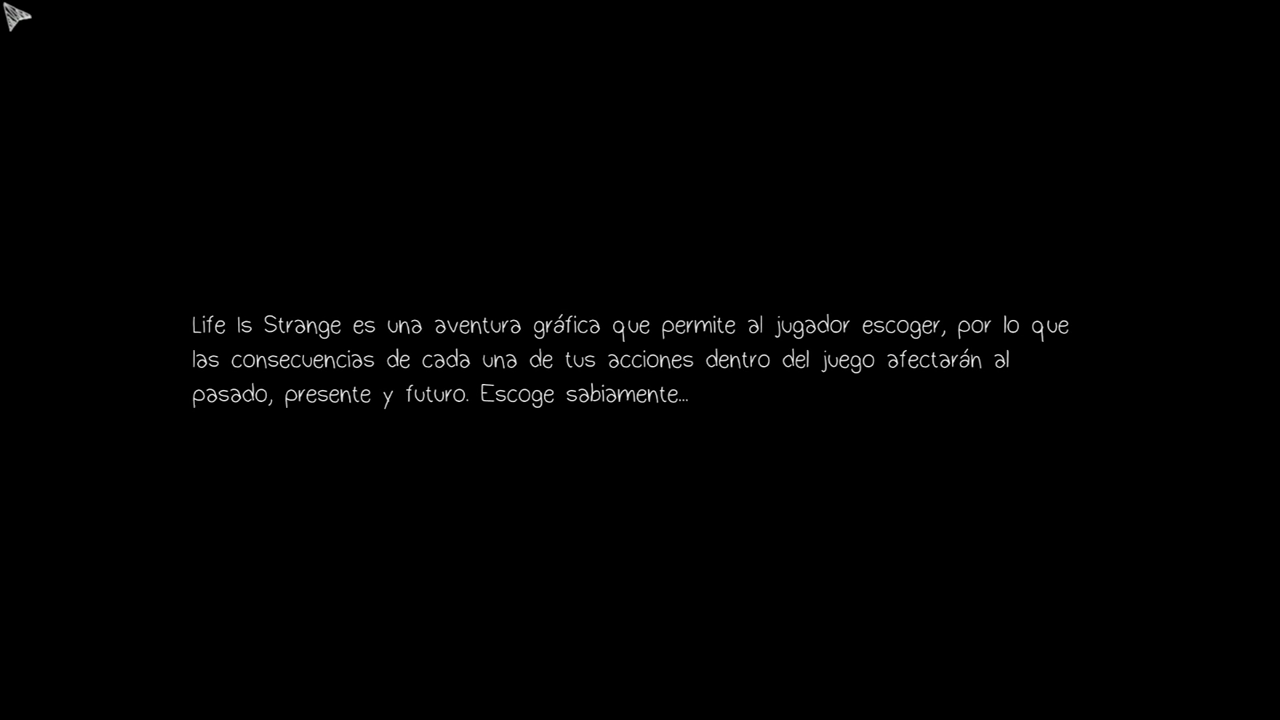 Life Is Strange es una aventura gráfica que permite al jugador escoger, por lo que
las consecuencias de cada una de tus acciones dentro del juego afectarán al
pasado, presente y futuro. Escoge sabiamente...